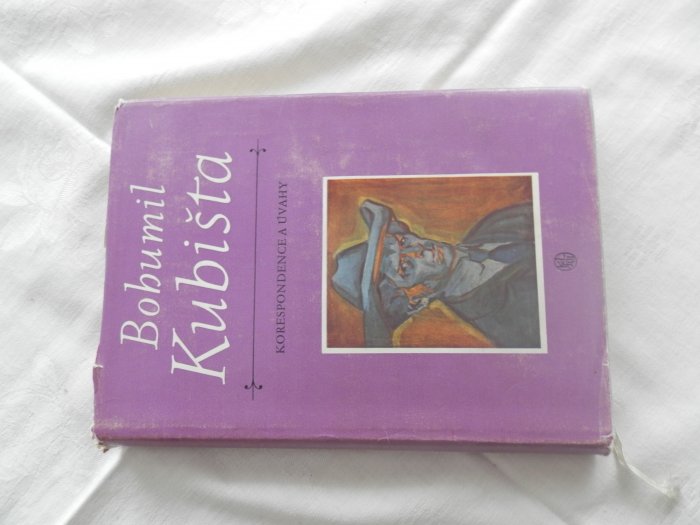 Bohumil
Kubišta
KORESPONDENCE A ÚVAHY